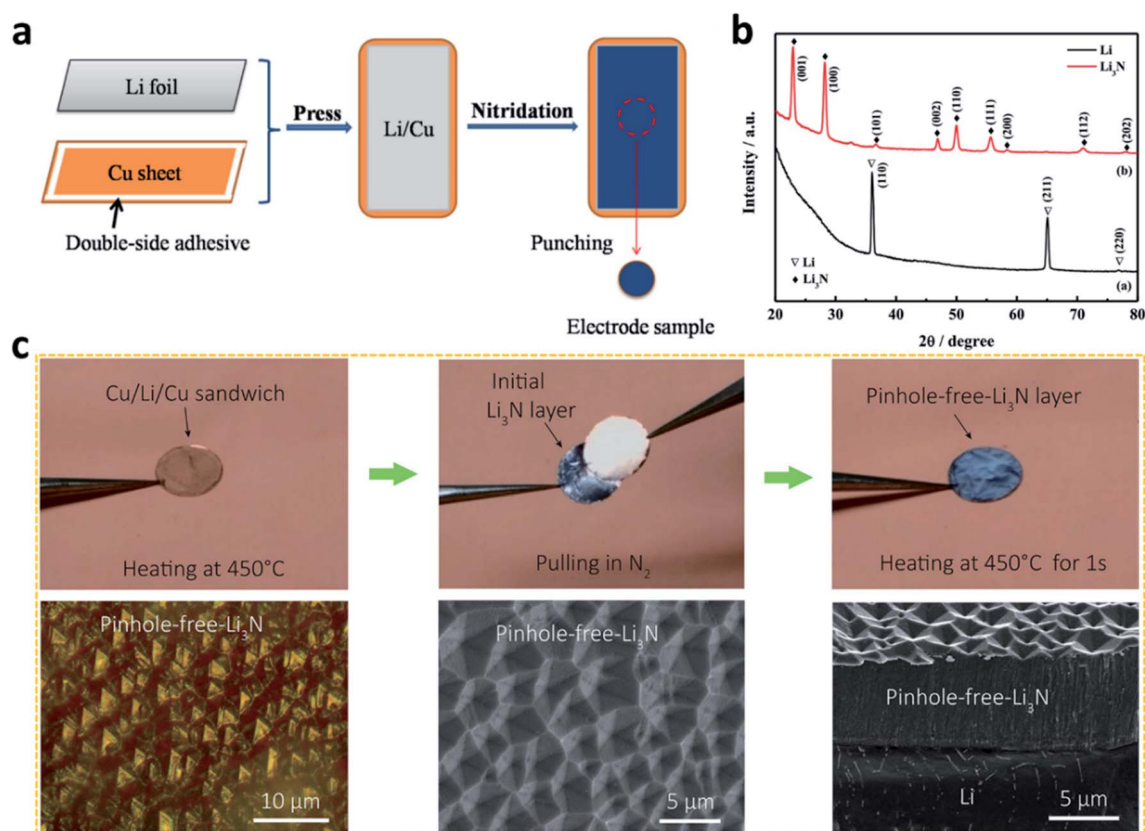 a
Li foil
Cu sheet
Double-side adhesive
Press
Li/Cu
Nitridation
Punching
Electrode sample
b
Intensity / a.u.
Li
Li₃N
(001)
(100)
(101)
(002)
(110)
(111)
(200)
(112)
(202)
(b)
(110)
(211)
(220)
(a)
▽ Li
♦ Li₃N
20 30 40 50 60 70 80
2θ / degree
c
Cu/Li/Cu sandwich
Heating at 450°C
Initial
Li₃N layer
Pulling in N₂
Pinhole-free-Li₃N layer
Heating at 450°C for 1s
Pinhole-free-Li₃N
10 µm
Pinhole-free-Li₃N
5 µm
Pinhole-free-Li₃N
Li
5 µm